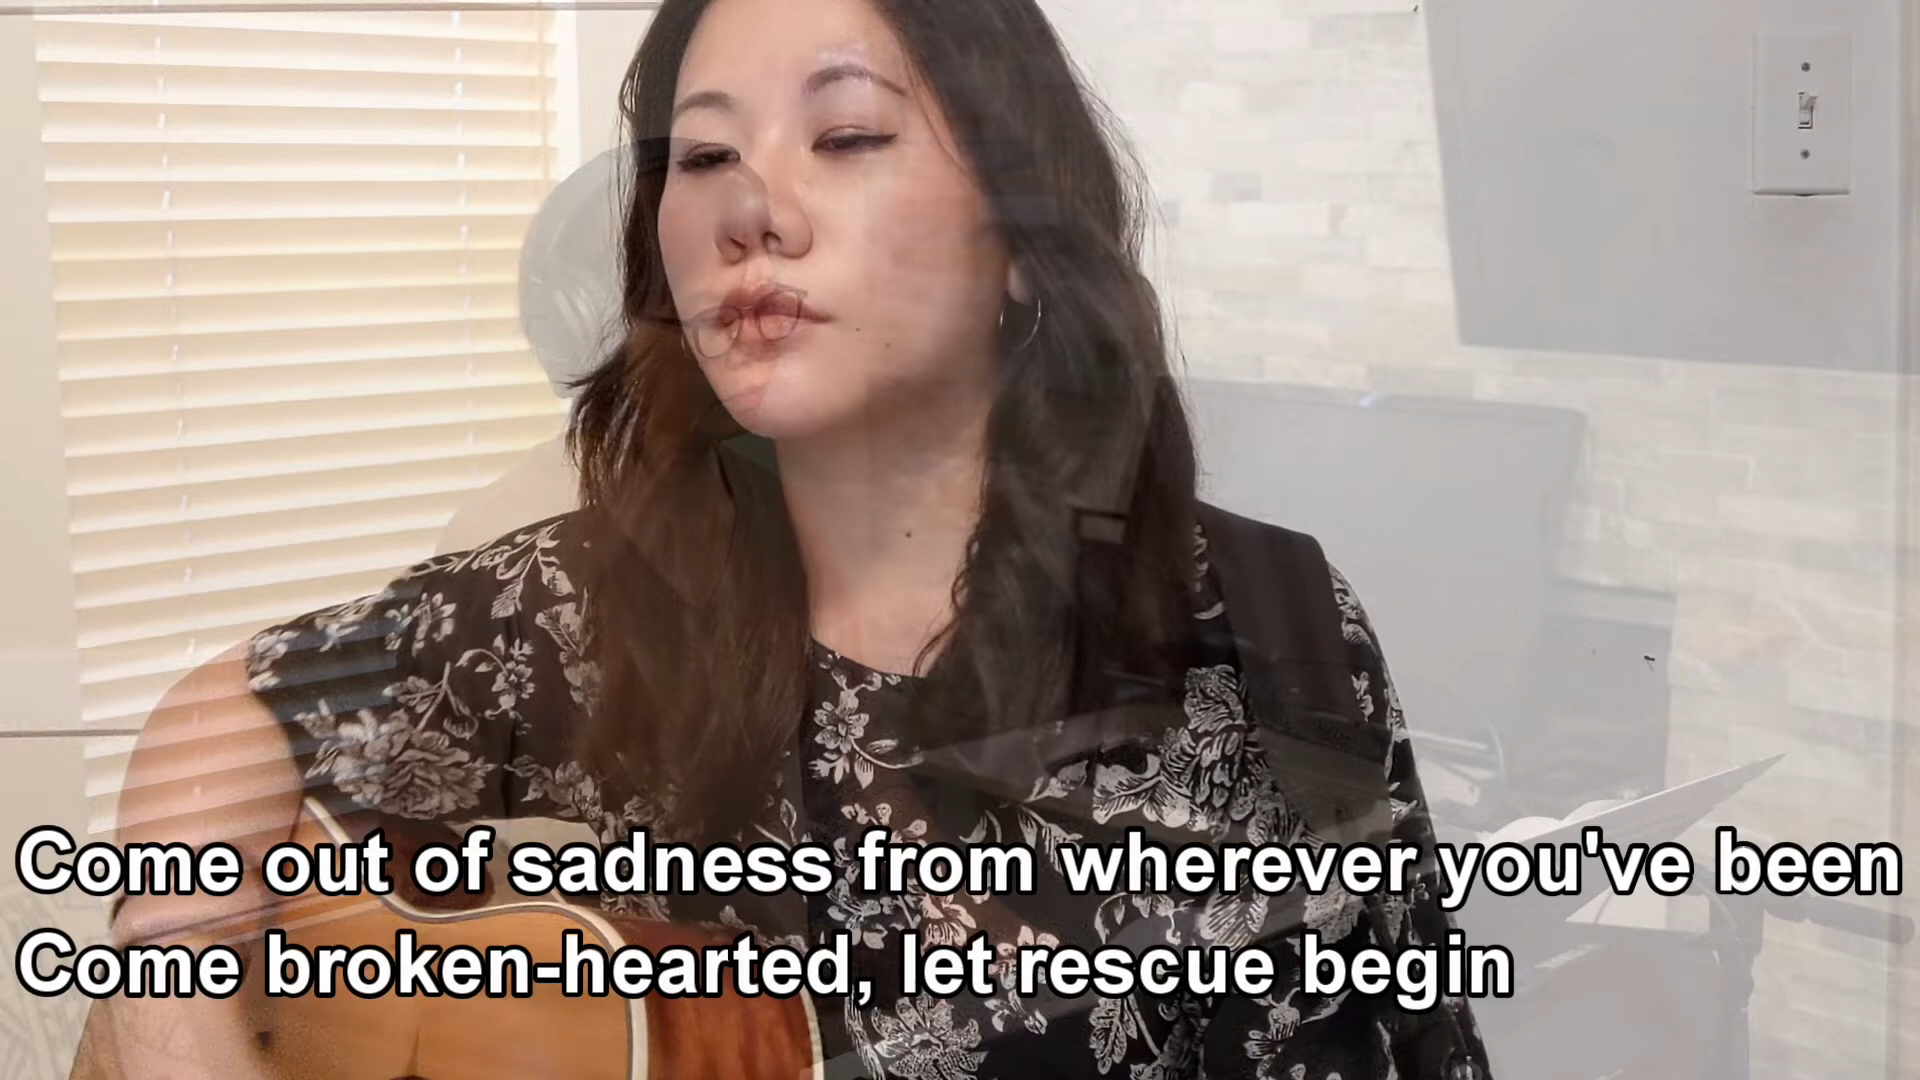 Come out of sadness from wherever you've been
Come broken-hearted, let rescue begin